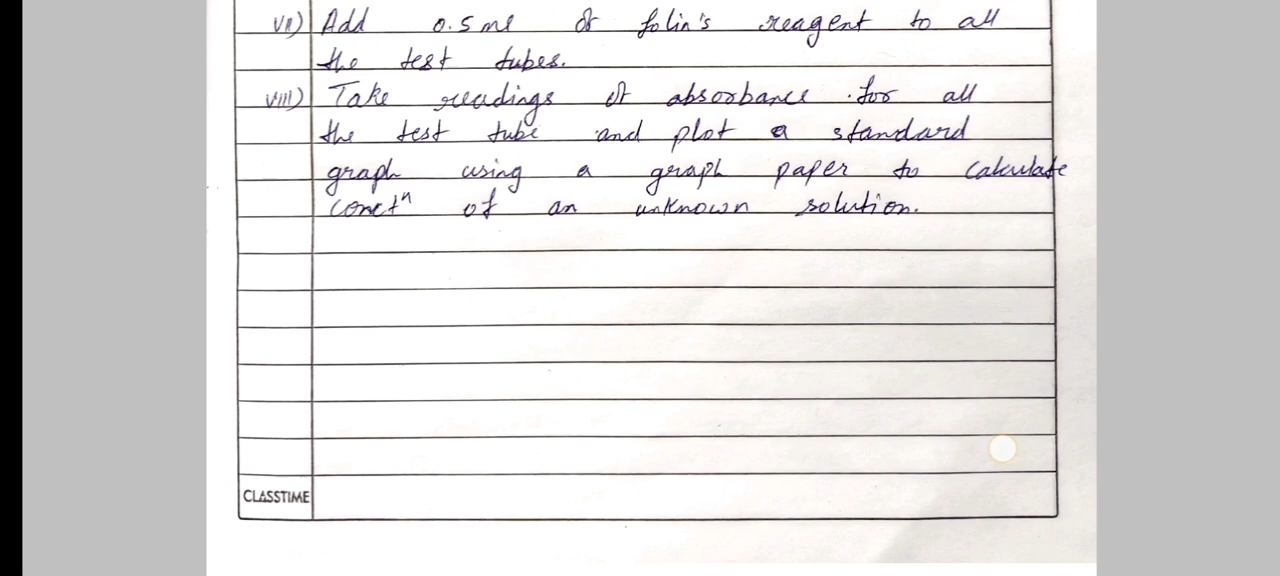 VII) Add 0.5 ml of folin's reagent to all
the test tubes.
VIII) Take readings of absorbance for all
the test tube and plot a standard
graph using a graph paper to calculate
conctⁿ of an unknown solution.
CLASSTIME